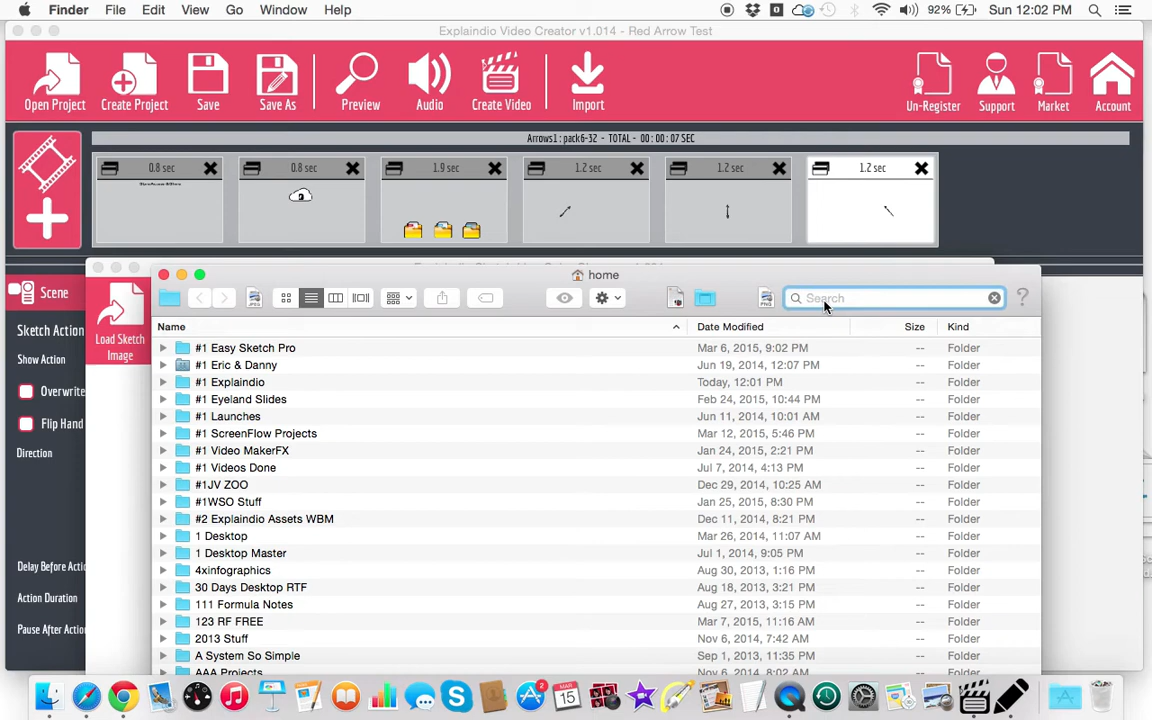 Finder File Edit View Go Window Help 92% Sun 12:02 PM
Explaindio Video Creator v1.014 - Red Arrow Test
Open Project Create Project Save Save As Preview Audio Create Video Import Un-Register Support Market Account
Arrows1: pack6-32 - TOTAL - 00: 00: 07 SEC
0.8 sec 0.8 sec 1.9 sec 1.2 sec 1.2 sec 1.2 sec
home
Scene
JPEG PNG Search
Load Sketch
Image
Sketch Action
Show Action
Overwrite
Flip Hand
Direction
Delay Before Actio
Action Duration
Pause After Action
Name Date Modified Size Kind
#1 Easy Sketch Pro Mar 6, 2015, 9:02 PM -- Folder
#1 Eric & Danny Jun 19, 2014, 12:07 PM -- Folder
#1 Explaindio Today, 12:01 PM -- Folder
#1 Eyeland Slides Feb 24, 2015, 10:44 PM -- Folder
#1 Launches Jun 11, 2014, 10:01 AM -- Folder
#1 ScreenFlow Projects Mar 12, 2015, 5:46 PM -- Folder
#1 Video MakerFX Jan 24, 2015, 2:21 PM -- Folder
#1 Videos Done Jul 7, 2014, 4:13 PM -- Folder
#1JV ZOO Dec 29, 2014, 10:25 AM -- Folder
#1WSO Stuff Jan 25, 2015, 8:30 PM -- Folder
#2 Explaindio Assets WBM Dec 11, 2014, 8:21 PM -- Folder
1 Desktop Mar 26, 2014, 11:07 AM -- Folder
1 Desktop Master Jul 1, 2014, 9:05 PM -- Folder
4xinfographics Aug 30, 2013, 1:16 PM -- Folder
30 Days Desktop RTF Aug 18, 2013, 3:21 PM -- Folder
111 Formula Notes Aug 27, 2013, 3:15 PM -- Folder
123 RF FREE Mar 7, 2015, 11:16 AM -- Folder
2013 Stuff Nov 6, 2014, 7:42 AM -- Folder
A System So Simple Sep 1, 2013, 11:35 PM -- Folder
AAA Projects
MAR
15
2